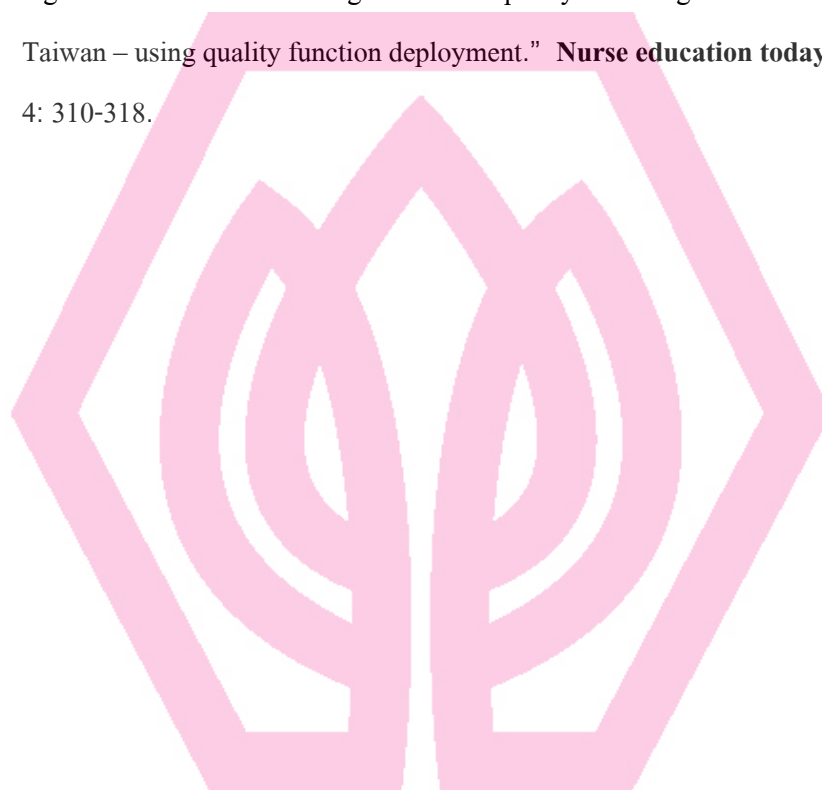 Taiwan – using quality function deployment.” Nurse education today
4: 310-318.